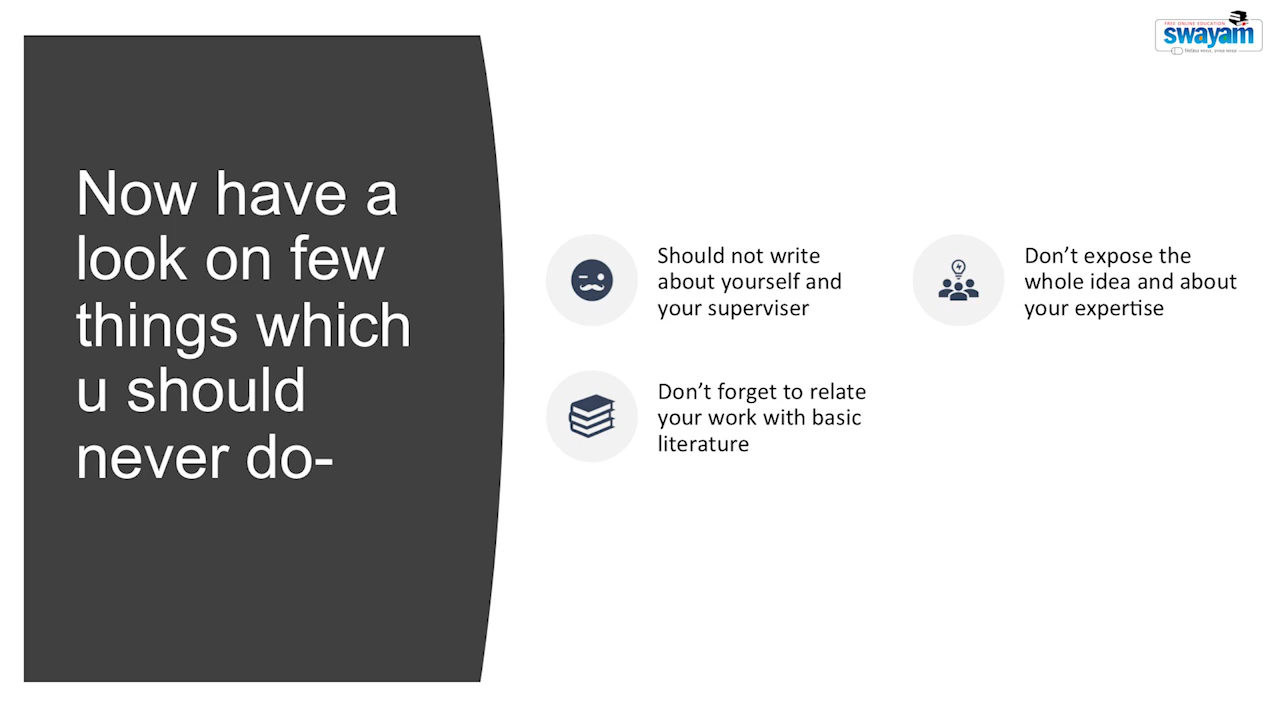 FREE ONLINE EDUCATION
swayam
Now have a
look on few
things which
u should
never do-
Should not write
about yourself and
your superviser
Don’t expose the
whole idea and about
your expertise
Don’t forget to relate
your work with basic
literature